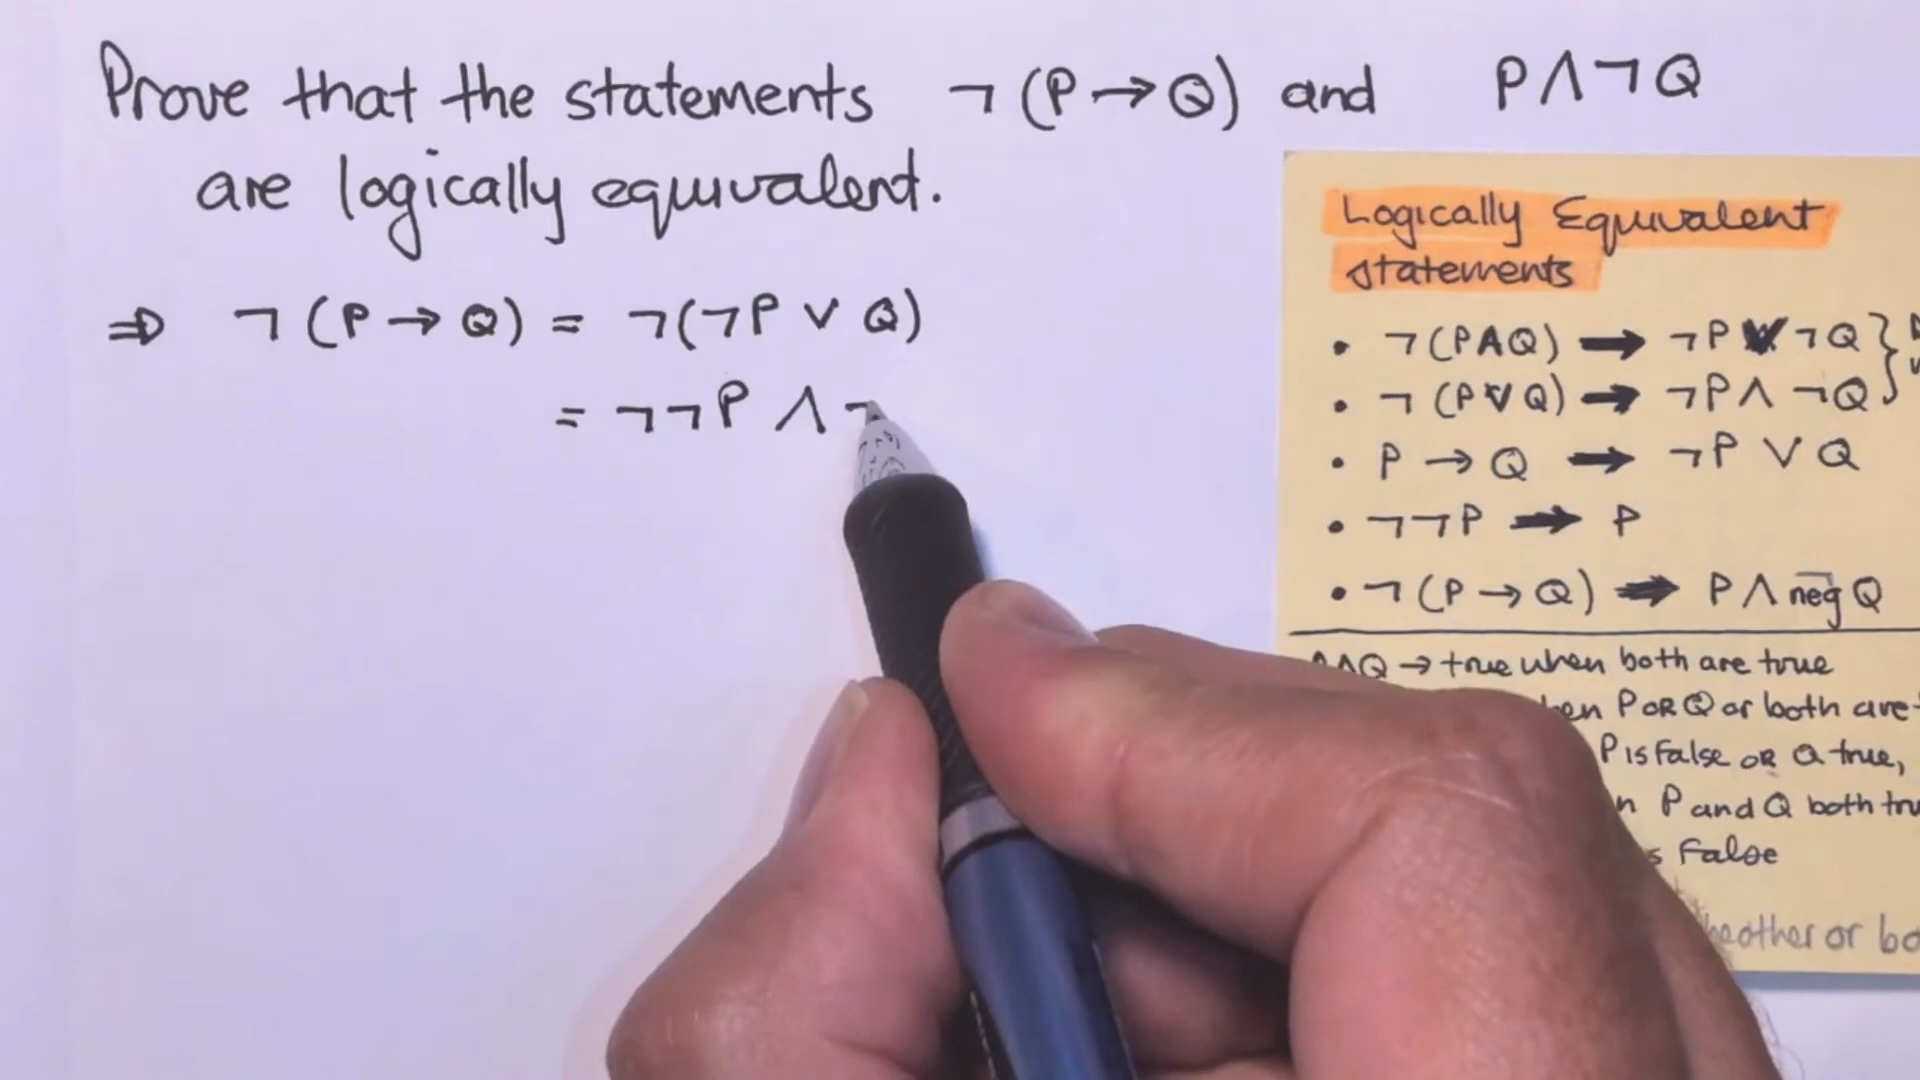 Prove that the statements ¬(P→Q) and P∧¬Q
are logically equivalent.
⇒ ¬(P→Q) = ¬(¬P ∨ Q)
= ¬¬P ∧ ¬
Logically Equivalent
statements
• ¬(P∧Q) → ¬P ∨ ¬Q
• ¬(P∨Q) → ¬P ∧ ¬Q
• P → Q → ¬P ∨ Q
• ¬¬P → P
• ¬(P→Q) → P ∧ neg Q
∧Q → true when both are true
P OR Q or both are
P is False OR Q true,
P and Q both
False
other or